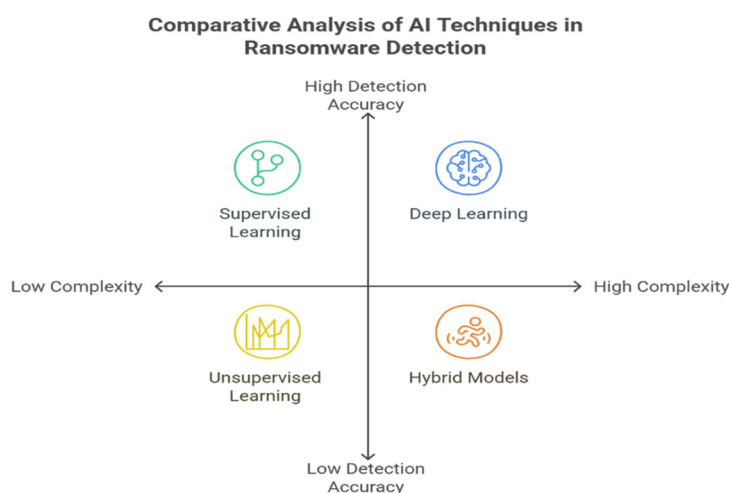 Comparative Analysis of AI Techniques in
Ransomware Detection
High Detection
Accuracy
Supervised
Learning
Deep Learning
Low Complexity
High Complexity
Unsupervised
Learning
Hybrid Models
Low Detection
Accuracy